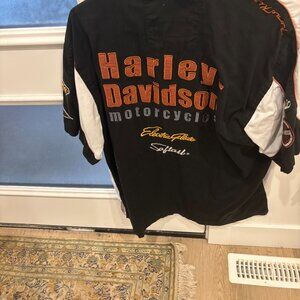 Harley
Davidson
motorcycles
Electra Glide
Softail